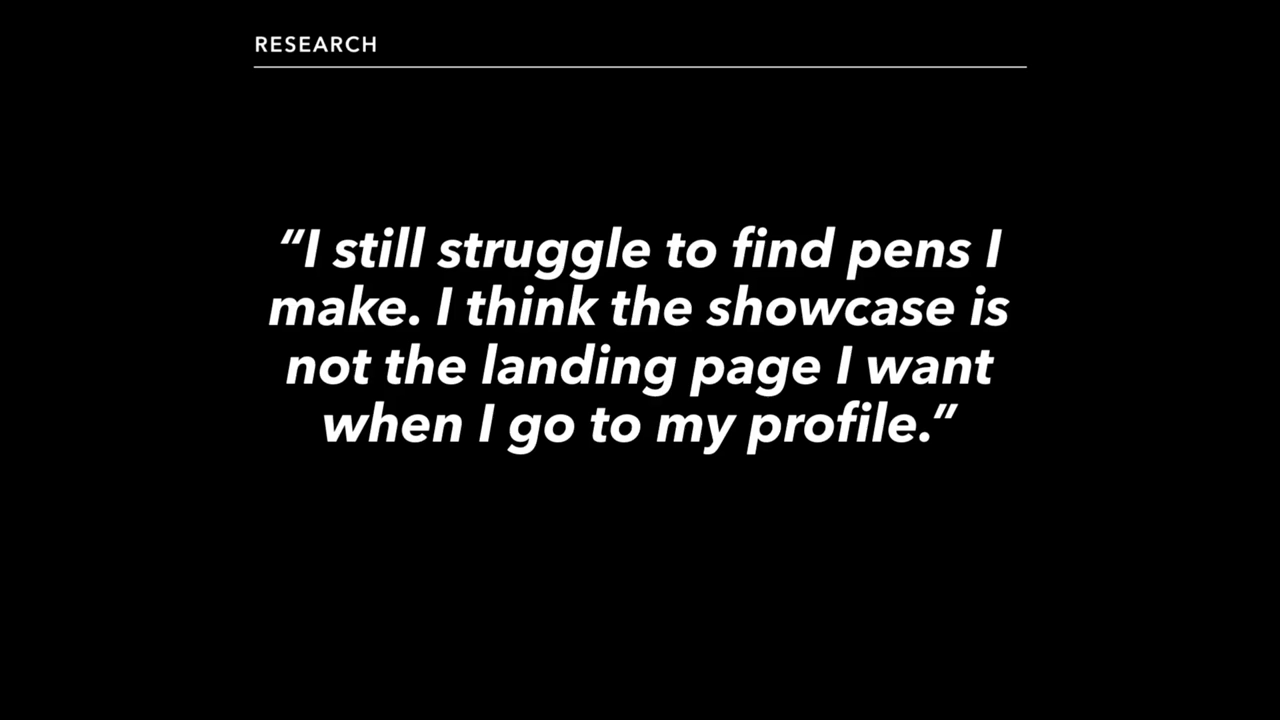 RESEARCH
“I still struggle to find pens I
make. I think the showcase is
not the landing page I want
when I go to my profile.”